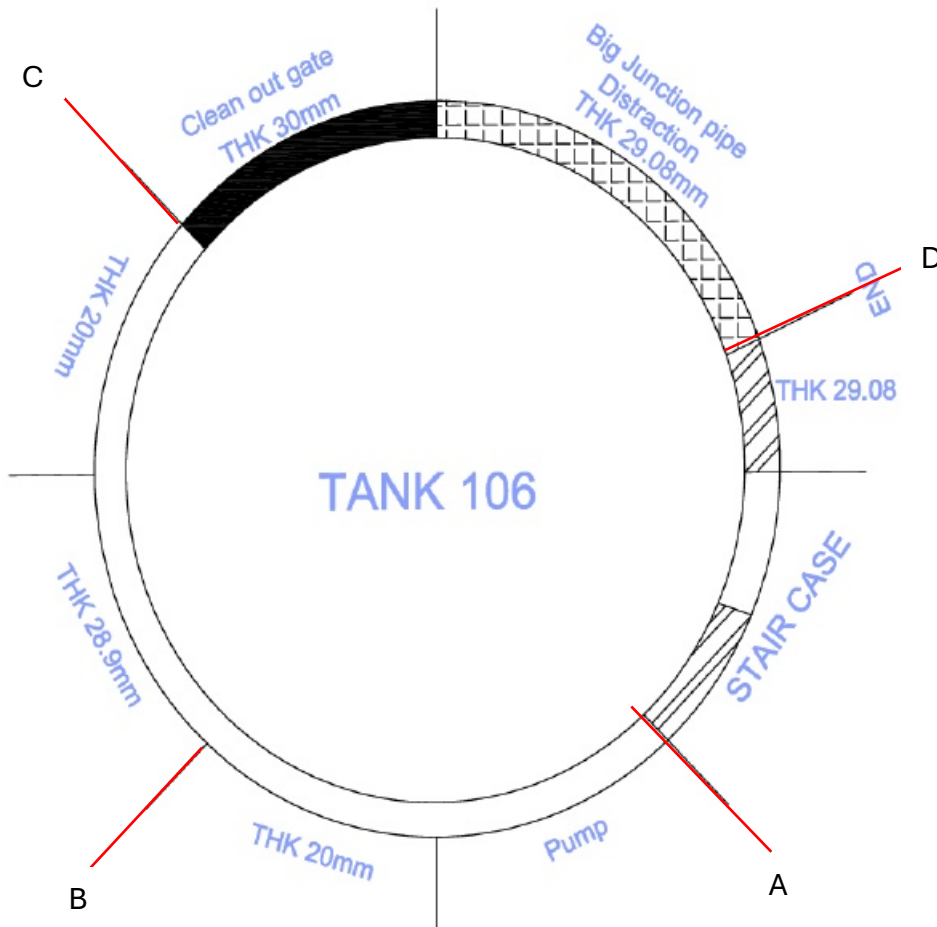 C
Clean out gate
THK 30mm
Big Junction pipe
Distraction
THK 29.08mm
D
END
THK 20mm
THK 29.08
TANK 106
STAIR CASE
THK 28.9mm
THK 20mm
Pump
B
A